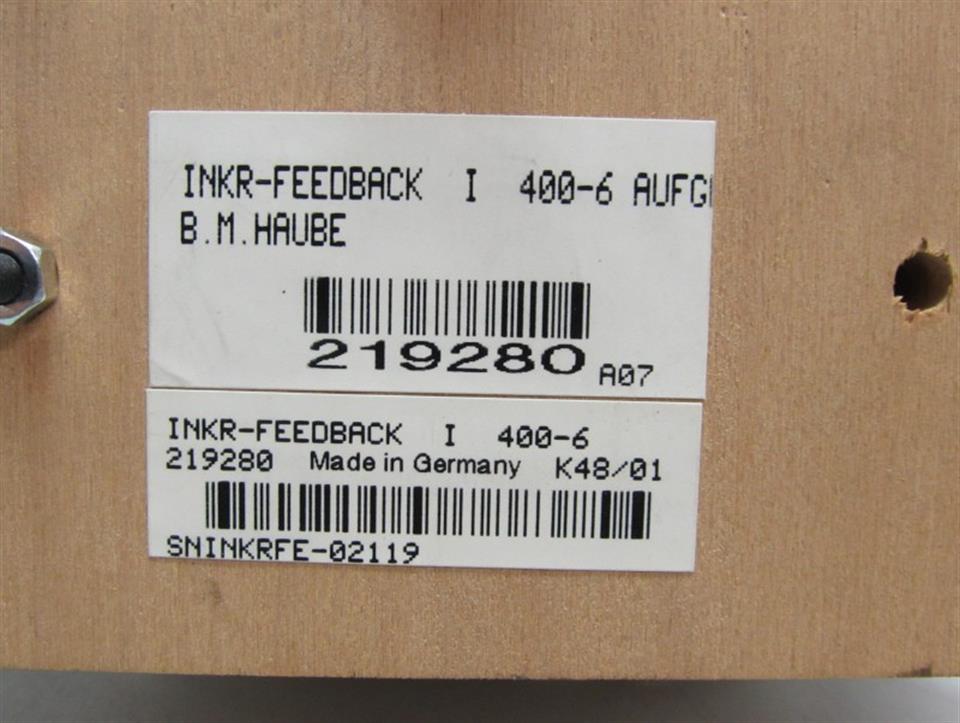 INKR-FEEDBACK I 400-6
B.M.HAUBE
219280 A07
INKR-FEEDBACK I 400-6
219280 Made in Germany K48/01
SNINKRFE-02119